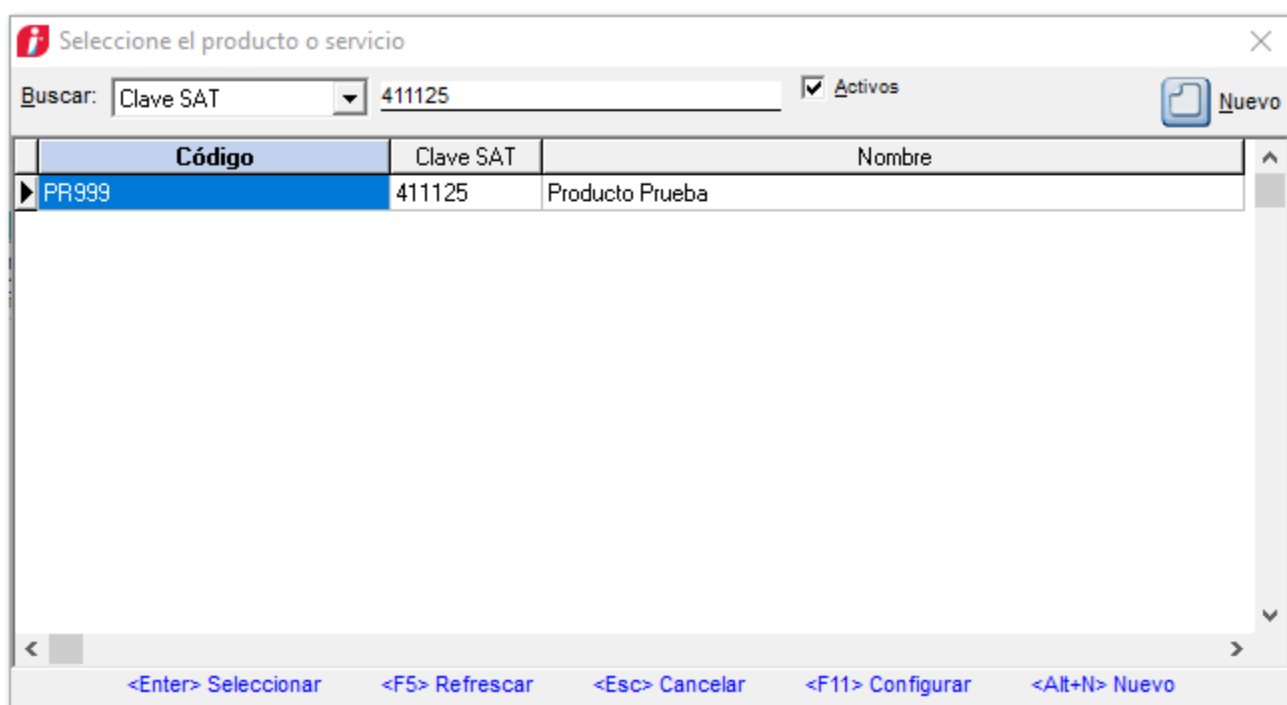 Seleccione el producto o servicio
Buscar: Clave SAT 411125 Activos Nuevo
Código Clave SAT Nombre
PR999 411125 Producto Prueba
<Enter> Seleccionar <F5> Refrescar <Esc> Cancelar <F11> Configurar <Alt+N> Nuevo